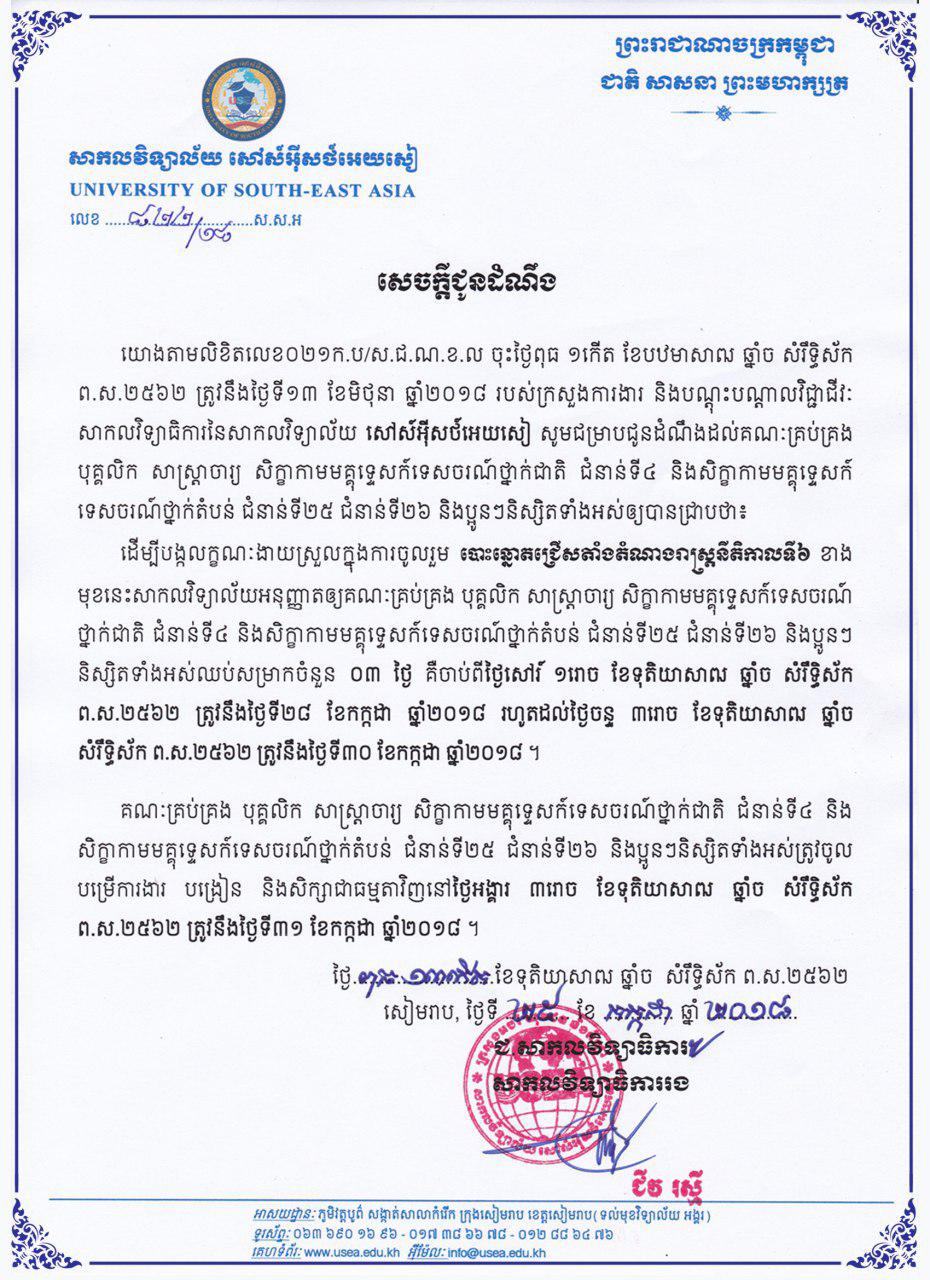 ព្រះរាជាណាចក្រកម្ពុជា
ជាតិ សាសនា ព្រះមហាក្សត្រ
USEA
សាកលវិទ្យាល័យ សៅស៍អ៊ីសថ៍អេយសៀ
UNIVERSITY OF SOUTH-EAST ASIA
លេខ ៨២២/១៨ ស.ស.អ
សេចក្តីជូនដំណឹង
យោងតាមលិខិតលេខ០២១ក.ប/ស.ជ.ណ.ខ.ល ចុះថ្ងៃពុធ ១កើត ខែបឋមាសាឍ ឆ្នាំច សំរឹទ្ធិស័ក
ព.ស.២៥៦២ ត្រូវនឹងថ្ងៃទី១៣ ខែមិថុនា ឆ្នាំ២០១៨ របស់ក្រសួងការងារ និងបណ្តុះបណ្តាលវិជ្ជាជីវៈ
សាកលវិទ្យាធិការនៃសាកលវិទ្យាល័យ សៅស៍អ៊ីសថ៍អេយសៀ សូមជម្រាបជូនដំណឹងដល់គណៈគ្រប់គ្រង
បុគ្គលិក សាស្ត្រាចារ្យ សិក្ខាកាមមគ្គុទ្ទេសក៍ទេសចរណ៍ថ្នាក់ជាតិ ជំនាន់ទី៤ និងសិក្ខាកាមមគ្គុទ្ទេសក៍
ទេសចរណ៍ថ្នាក់តំបន់ ជំនាន់ទី២៥ ជំនាន់ទី២៦ និងប្អូនៗនិស្សិតទាំងអស់ឲ្យបានជ្រាបថា៖
ដើម្បីបង្កលក្ខណៈងាយស្រួលក្នុងការចូលរួម បោះឆ្នោតជ្រើសតាំងតំណាងរាស្ត្រនីតិកាលទី៦ ខាង
មុខនេះសាកលវិទ្យាល័យអនុញ្ញាតឲ្យគណៈគ្រប់គ្រង បុគ្គលិក សាស្ត្រាចារ្យ សិក្ខាកាមមគ្គុទ្ទេសក៍ទេសចរណ៍
ថ្នាក់ជាតិ ជំនាន់ទី៤ និងសិក្ខាកាមមគ្គុទ្ទេសក៍ទេសចរណ៍ថ្នាក់តំបន់ ជំនាន់ទី២៥ ជំនាន់ទី២៦ និងប្អូនៗ
និស្សិតទាំងអស់ឈប់សម្រាកចំនួន ០៣ ថ្ងៃ គឺចាប់ពីថ្ងៃសៅរ៍ ១រោច ខែទុតិយាសាឍ ឆ្នាំច សំរឹទ្ធិស័ក
ព.ស.២៥៦២ ត្រូវនឹងថ្ងៃទី២៨ ខែកក្កដា ឆ្នាំ២០១៨ រហូតដល់ថ្ងៃចន្ទ ៣រោច ខែទុតិយាសាឍ ឆ្នាំច
សំរឹទ្ធិស័ក ព.ស.២៥៦២ ត្រូវនឹងថ្ងៃទី៣០ ខែកក្កដា ឆ្នាំ២០១៨ ។
គណៈគ្រប់គ្រង បុគ្គលិក សាស្ត្រាចារ្យ សិក្ខាកាមមគ្គុទ្ទេសក៍ទេសចរណ៍ថ្នាក់ជាតិ ជំនាន់ទី៤ និង
សិក្ខាកាមមគ្គុទ្ទេសក៍ទេសចរណ៍ថ្នាក់តំបន់ ជំនាន់ទី២៥ ជំនាន់ទី២៦ និងប្អូនៗនិស្សិតទាំងអស់ត្រូវចូល
បម្រើការងារ បង្រៀន និងសិក្សាជាធម្មតាវិញនៅថ្ងៃអង្គារ ៣រោច ខែទុតិយាសាឍ ឆ្នាំច សំរឹទ្ធិស័ក
ព.ស.២៥៦២ ត្រូវនឹងថ្ងៃទី៣១ ខែកក្កដា ឆ្នាំ២០១៨ ។
ថ្ងៃ ពុធ ១៣កើត ខែទុតិយាសាឍ ឆ្នាំច សំរឹទ្ធិស័ក ព.ស.២៥៦២
សៀមរាប, ថ្ងៃទី ២៥ ខែ កក្កដា ឆ្នាំ ២០១៨
ជ.សាកលវិទ្យាធិការ
សាកលវិទ្យាធិការរង
ជីវ រស្មី
អាសយដ្ឋាន: ភូមិវត្តបូព៌ សង្កាត់សាលាកំរើក ក្រុងសៀមរាប ខេត្តសៀមរាប( ទល់មុខវិទ្យាល័យ អង្គរ )
ទូរស័ព្ទ: ០៦៣ ៦៩០ ១៦ ៩៦ - ០១៧ ៣៨ ៦៦ ៧៨ - ០១២ ៨៨ ៦៤ ៧៦
គេហទំព័រ: www.usea.edu.kh អ៊ីម៉ែល: info@usea.edu.kh